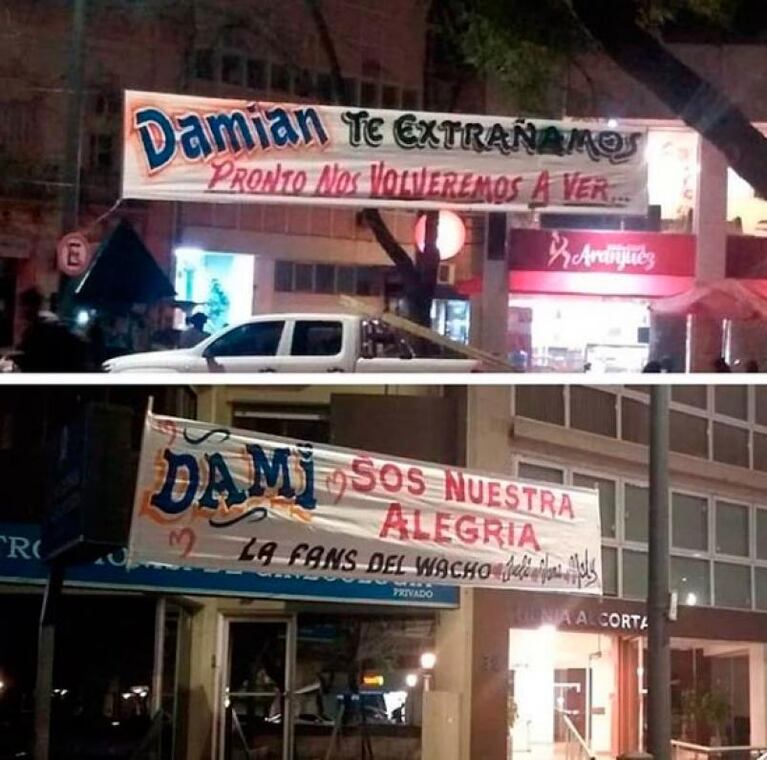 Damian TE EXTRAÑAMOS
PRONTO NOS VOLVEREMOS A VER...
E
Aranjuez
DAMi SOS NUESTRA
ALEGRIA
LA FANS DEL WACHO
PRIVADO
ALCORTA